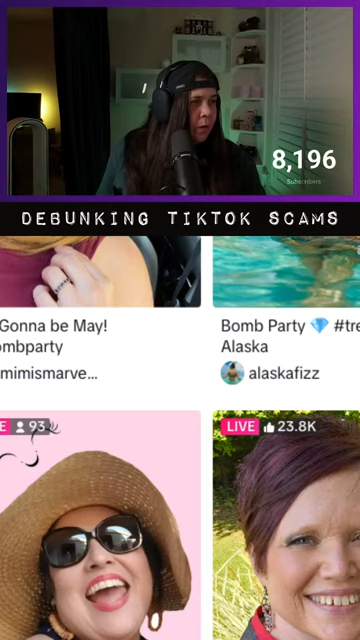 8,196
Subscribers
DEBUNKING TIKTOK SCAMS
Gonna be May!
ombparty
mimismarve...
Bomb Party 💎 #tre
Alaska
alaskafizz
E 93
LIVE 23.8K